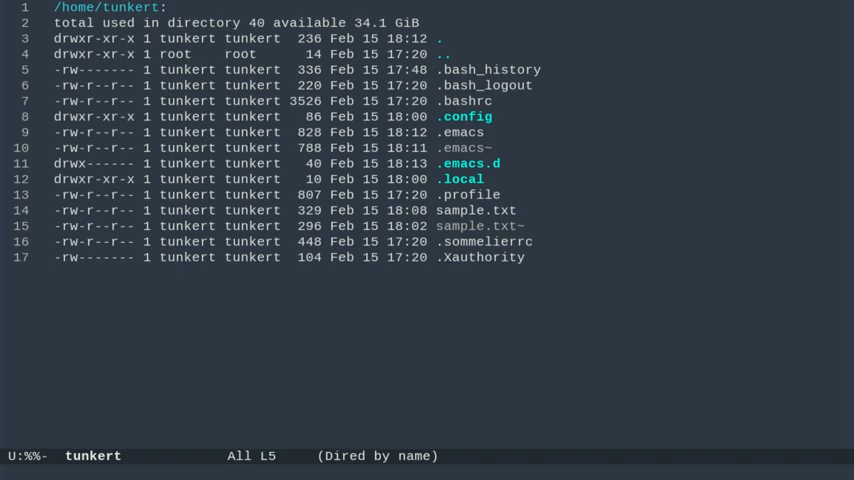 1 /home/tunkert:
2 total used in directory 40 available 34.1 GiB
3 drwxr-xr-x 1 tunkert tunkert 236 Feb 15 18:12 .
4 drwxr-xr-x 1 root root 14 Feb 15 17:20 ..
5 -rw------- 1 tunkert tunkert 336 Feb 15 17:48 .bash_history
6 -rw-r--r-- 1 tunkert tunkert 220 Feb 15 17:20 .bash_logout
7 -rw-r--r-- 1 tunkert tunkert 3526 Feb 15 17:20 .bashrc
8 drwxr-xr-x 1 tunkert tunkert 86 Feb 15 18:00 .config
9 -rw-r--r-- 1 tunkert tunkert 828 Feb 15 18:12 .emacs
10 -rw-r--r-- 1 tunkert tunkert 788 Feb 15 18:11 .emacs~
11 drwx------ 1 tunkert tunkert 40 Feb 15 18:13 .emacs.d
12 drwxr-xr-x 1 tunkert tunkert 10 Feb 15 18:00 .local
13 -rw-r--r-- 1 tunkert tunkert 807 Feb 15 17:20 .profile
14 -rw-r--r-- 1 tunkert tunkert 329 Feb 15 18:08 sample.txt
15 -rw-r--r-- 1 tunkert tunkert 296 Feb 15 18:02 sample.txt~
16 -rw-r--r-- 1 tunkert tunkert 448 Feb 15 17:20 .sommelierrc
17 -rw------- 1 tunkert tunkert 104 Feb 15 17:20 .Xauthority
U:%%- tunkert All L5 (Dired by name)